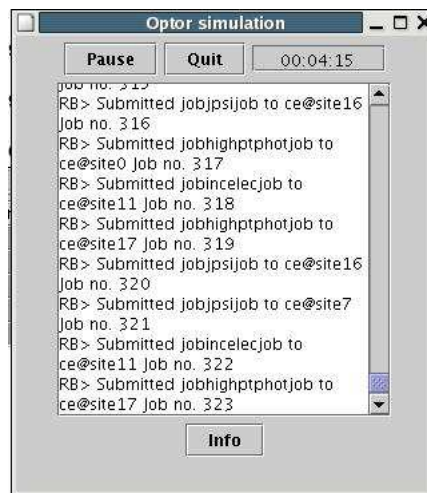 Optor simulation
Pause Quit 00:04:15
Job no. 315
RB> Submitted jobjpsijob to ce@site16
Job no. 316
RB> Submitted jobhighptphotjob to
ce@site0 Job no. 317
RB> Submitted jobincelecjob to
ce@site11 Job no. 318
RB> Submitted jobhighptphotjob to
ce@site17 Job no. 319
RB> Submitted jobjpsijob to ce@site16
Job no. 320
RB> Submitted jobjpsijob to ce@site7
Job no. 321
RB> Submitted jobincelecjob to
ce@site11 Job no. 322
RB> Submitted jobhighptphotjob to
ce@site17 Job no. 323
Info